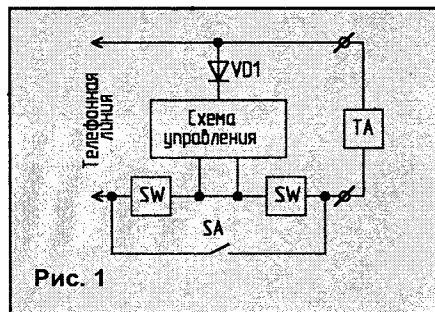 VD1
Схема
управления
Телефонная
линия
TA
SW
SW
SA
Рис. 1